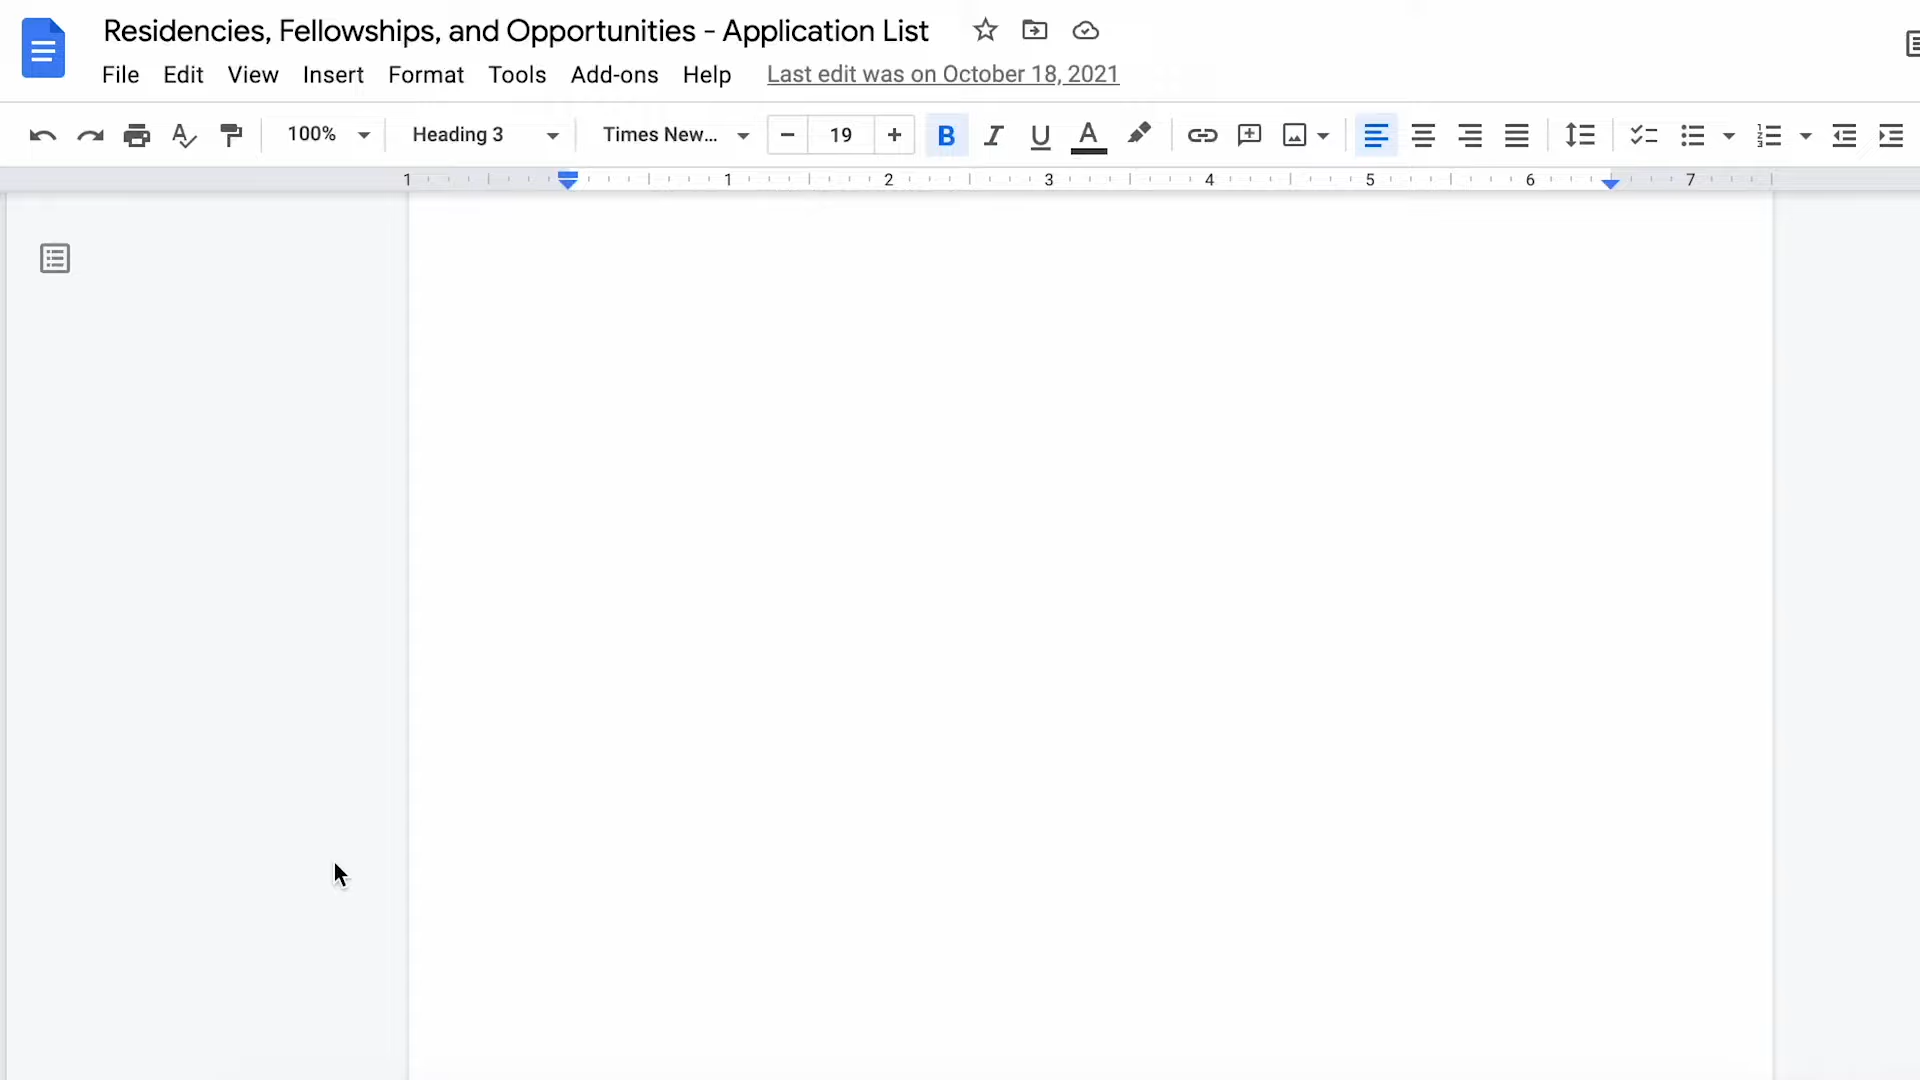 Residencies, Fellowships, and Opportunities - Application List
File Edit View Insert Format Tools Add-ons Help Last edit was on October 18, 2021
100% Heading 3 Times New... − 19 + B I U A
1 1 2 3 4 5 6 7